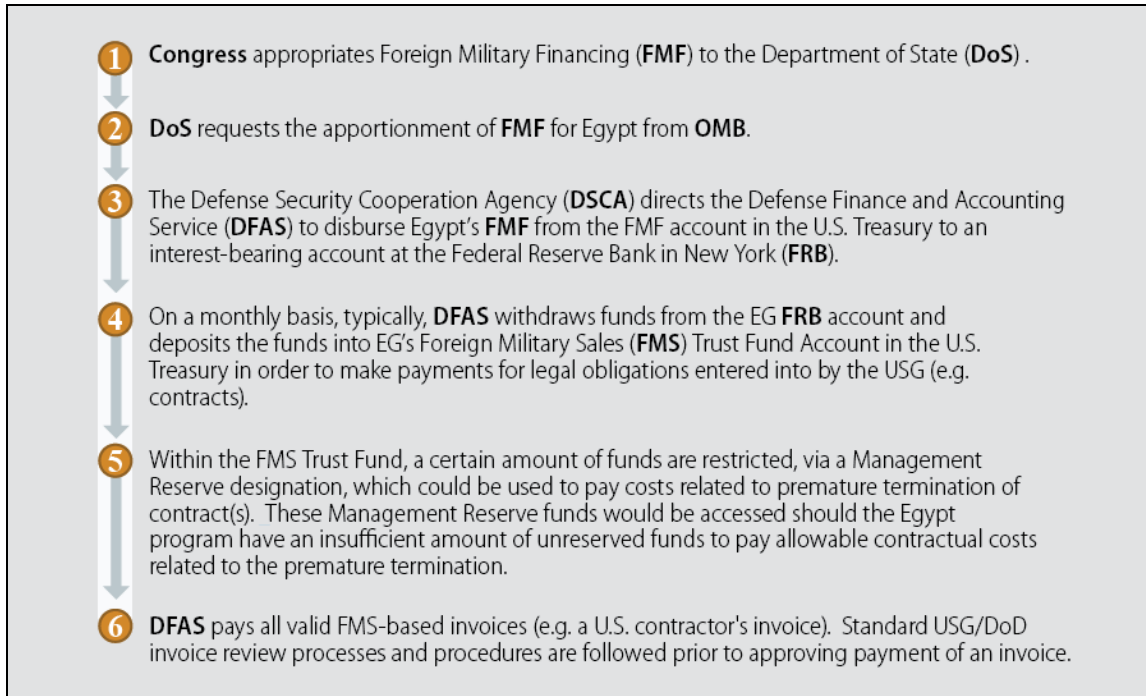 1 Congress appropriates Foreign Military Financing (FMF) to the Department of State (DoS) .
2 DoS requests the apportionment of FMF for Egypt from OMB.
3 The Defense Security Cooperation Agency (DSCA) directs the Defense Finance and Accounting
Service (DFAS) to disburse Egypt's FMF from the FMF account in the U.S. Treasury to an
interest-bearing account at the Federal Reserve Bank in New York (FRB).
4 On a monthly basis, typically, DFAS withdraws funds from the EG FRB account and
deposits the funds into EG's Foreign Military Sales (FMS) Trust Fund Account in the U.S.
Treasury in order to make payments for legal obligations entered into by the USG (e.g.
contracts).
5 Within the FMS Trust Fund, a certain amount of funds are restricted, via a Management
Reserve designation, which could be used to pay costs related to premature termination of
contract(s). These Management Reserve funds would be accessed should the Egypt
program have an insufficient amount of unreserved funds to pay allowable contractual costs
related to the premature termination.
6 DFAS pays all valid FMS-based invoices (e.g. a U.S. contractor's invoice). Standard USG/DoD
invoice review processes and procedures are followed prior to approving payment of an invoice.